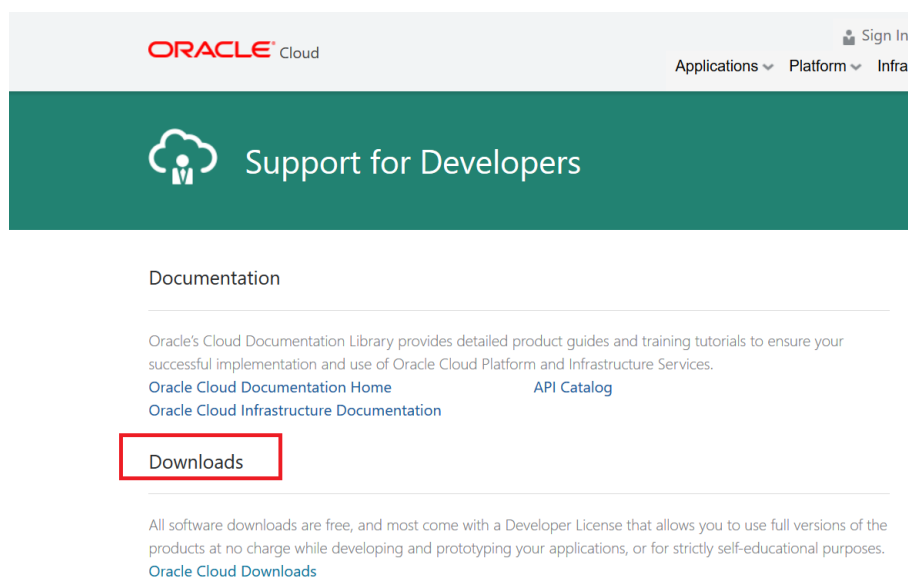 ORACLE Cloud
Sign In
Applications Platform Infra
Support for Developers
Documentation
Oracle's Cloud Documentation Library provides detailed product guides and training tutorials to ensure your
successful implementation and use of Oracle Cloud Platform and Infrastructure Services.
Oracle Cloud Documentation Home API Catalog
Oracle Cloud Infrastructure Documentation
Downloads
All software downloads are free, and most come with a Developer License that allows you to use full versions of the
products at no charge while developing and prototyping your applications, or for strictly self-educational purposes.
Oracle Cloud Downloads